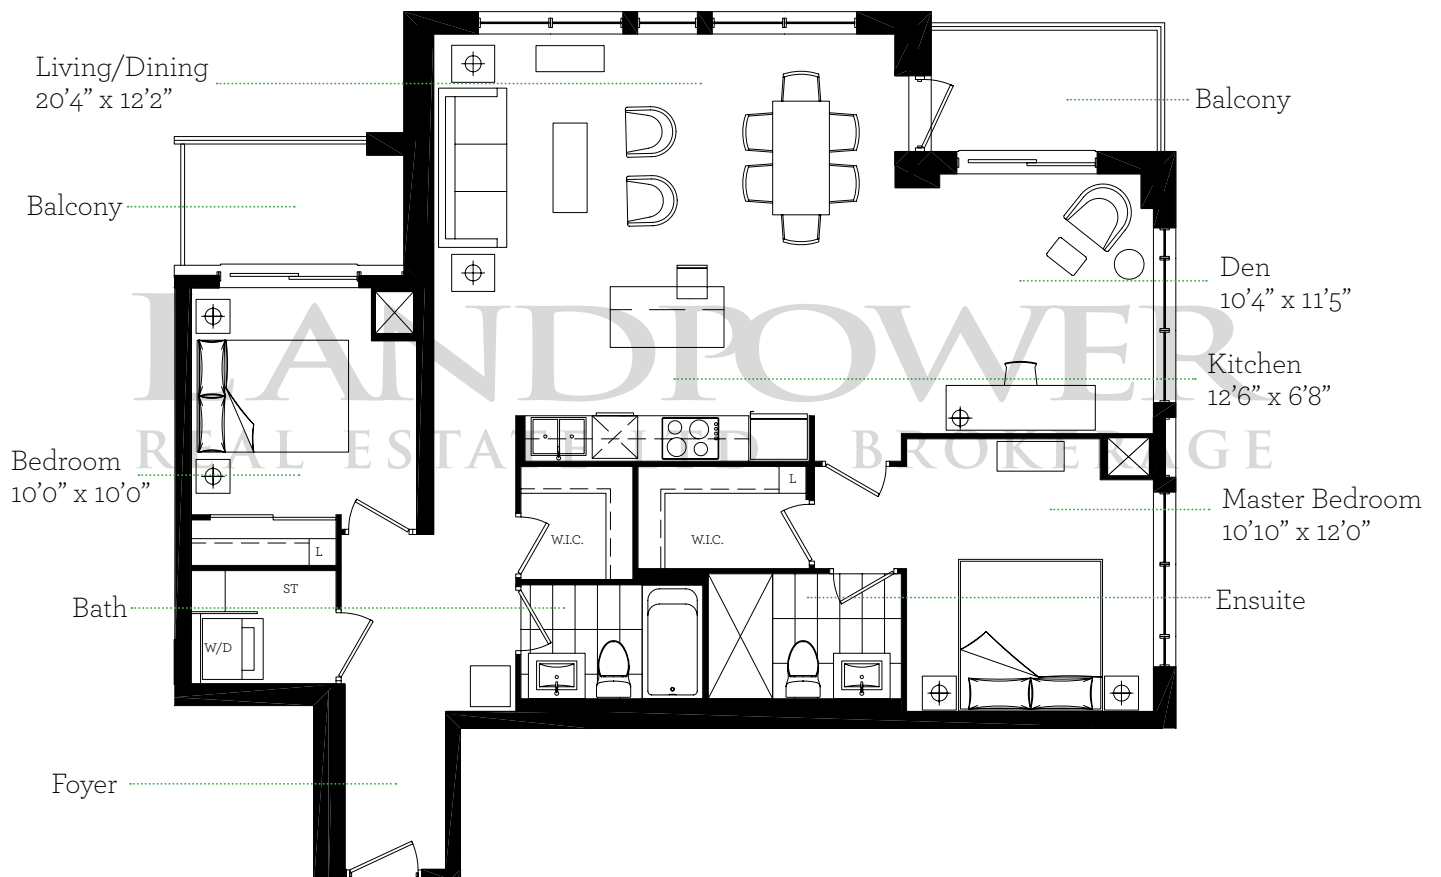 Living/Dining
20'4" x 12'2"
Balcony
Balcony
Den
10'4" x 11'5"
LANDPOWER
Kitchen
12'6" x 6'8"
REAL ESTATE LTD BROKERAGE
Bedroom
10'0" x 10'0"
L
Master Bedroom
10'10" x 12'0"
W.I.C.
W.I.C.
L
ST
Bath
Ensuite
W/D
Foyer